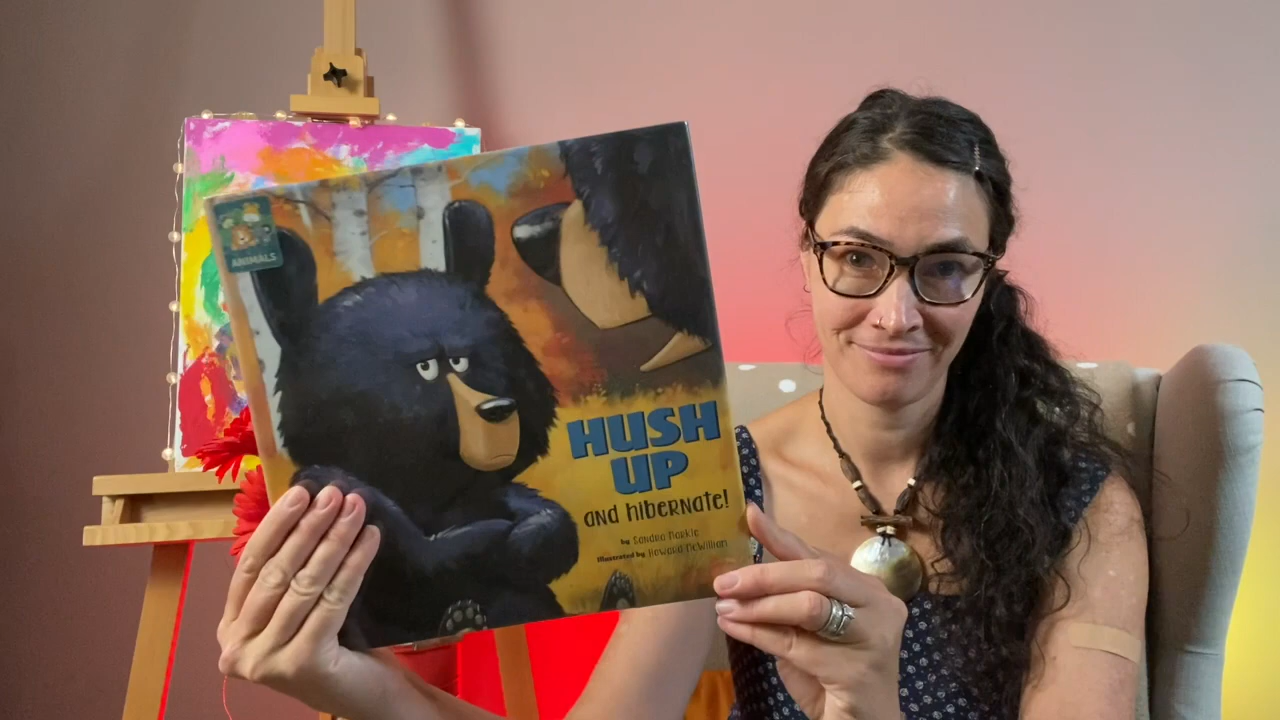 ANIMALS
HUSH
UP
and hibernate!
by Sandra Markle
Illustrated by Howard McWilliam